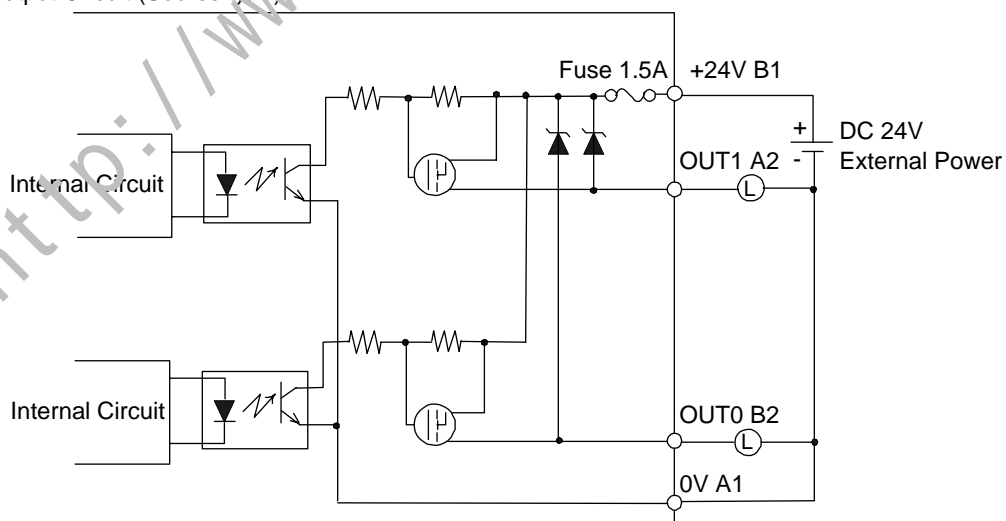 Fuse 1.5A
+24V B1
+
-
DC 24V
External Power
OUT1 A2
L
Internal Circuit
Internal Circuit
OUT0 B2
L
0V A1
http://w